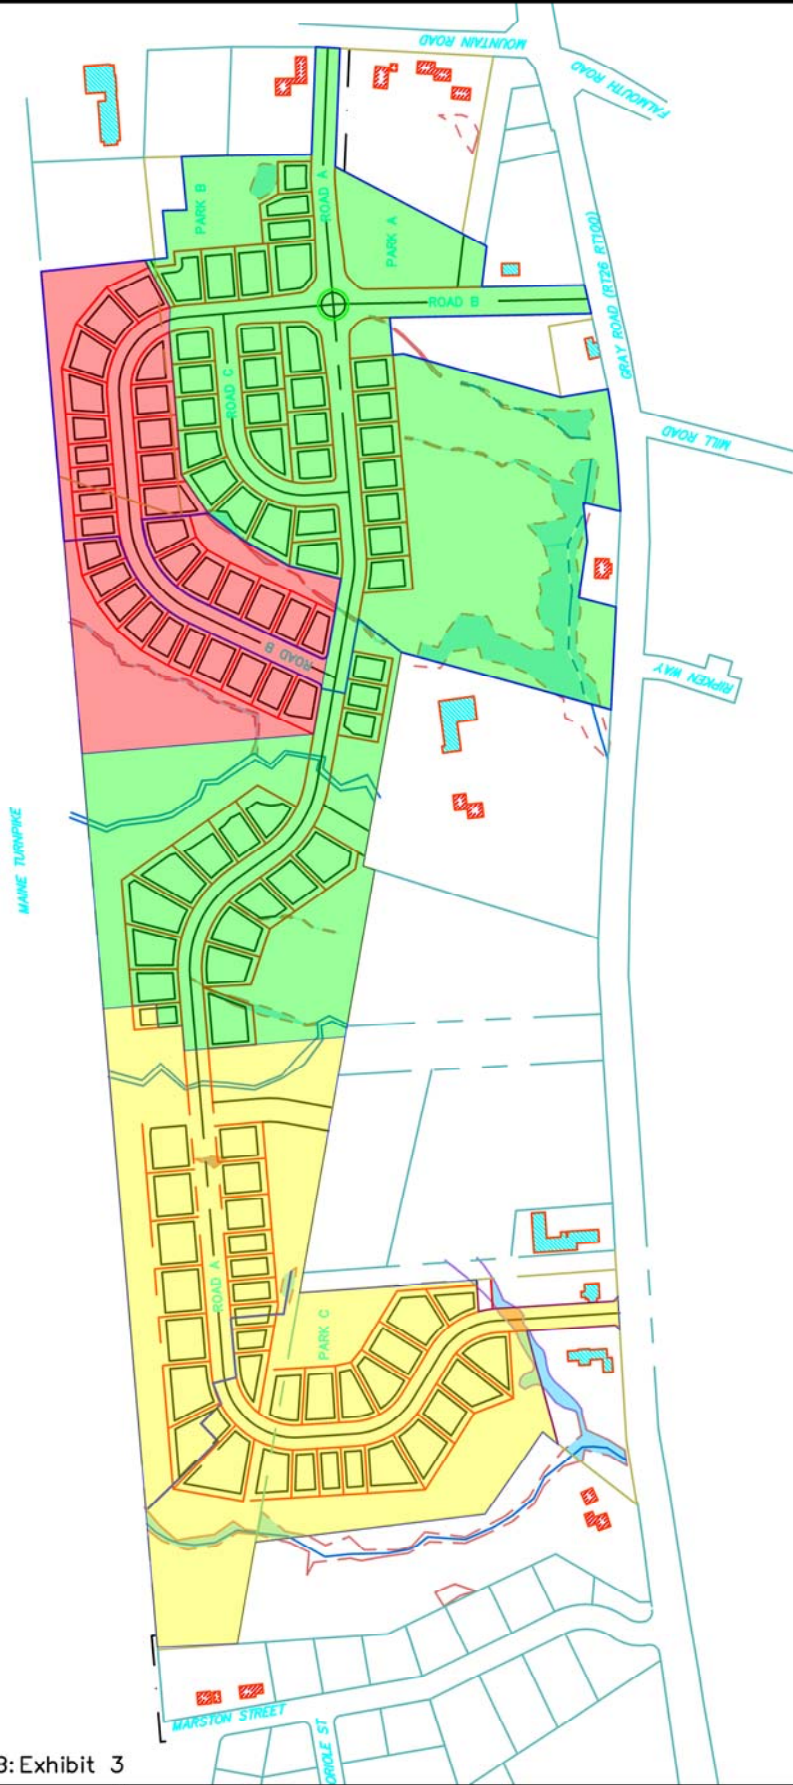 MOUNTAIN ROAD
FALMOUTH ROAD
PARK B
ROAD A
PARK A
GRAY ROAD (RT26 RT100)
ROAD B
ROAD C
MILL ROAD
ROAD B
RIPKEN WAY
MAINE TURNPIKE
ROAD A
PARK C
MARSTON STREET
ORIOLE ST
B: Exhibit 3